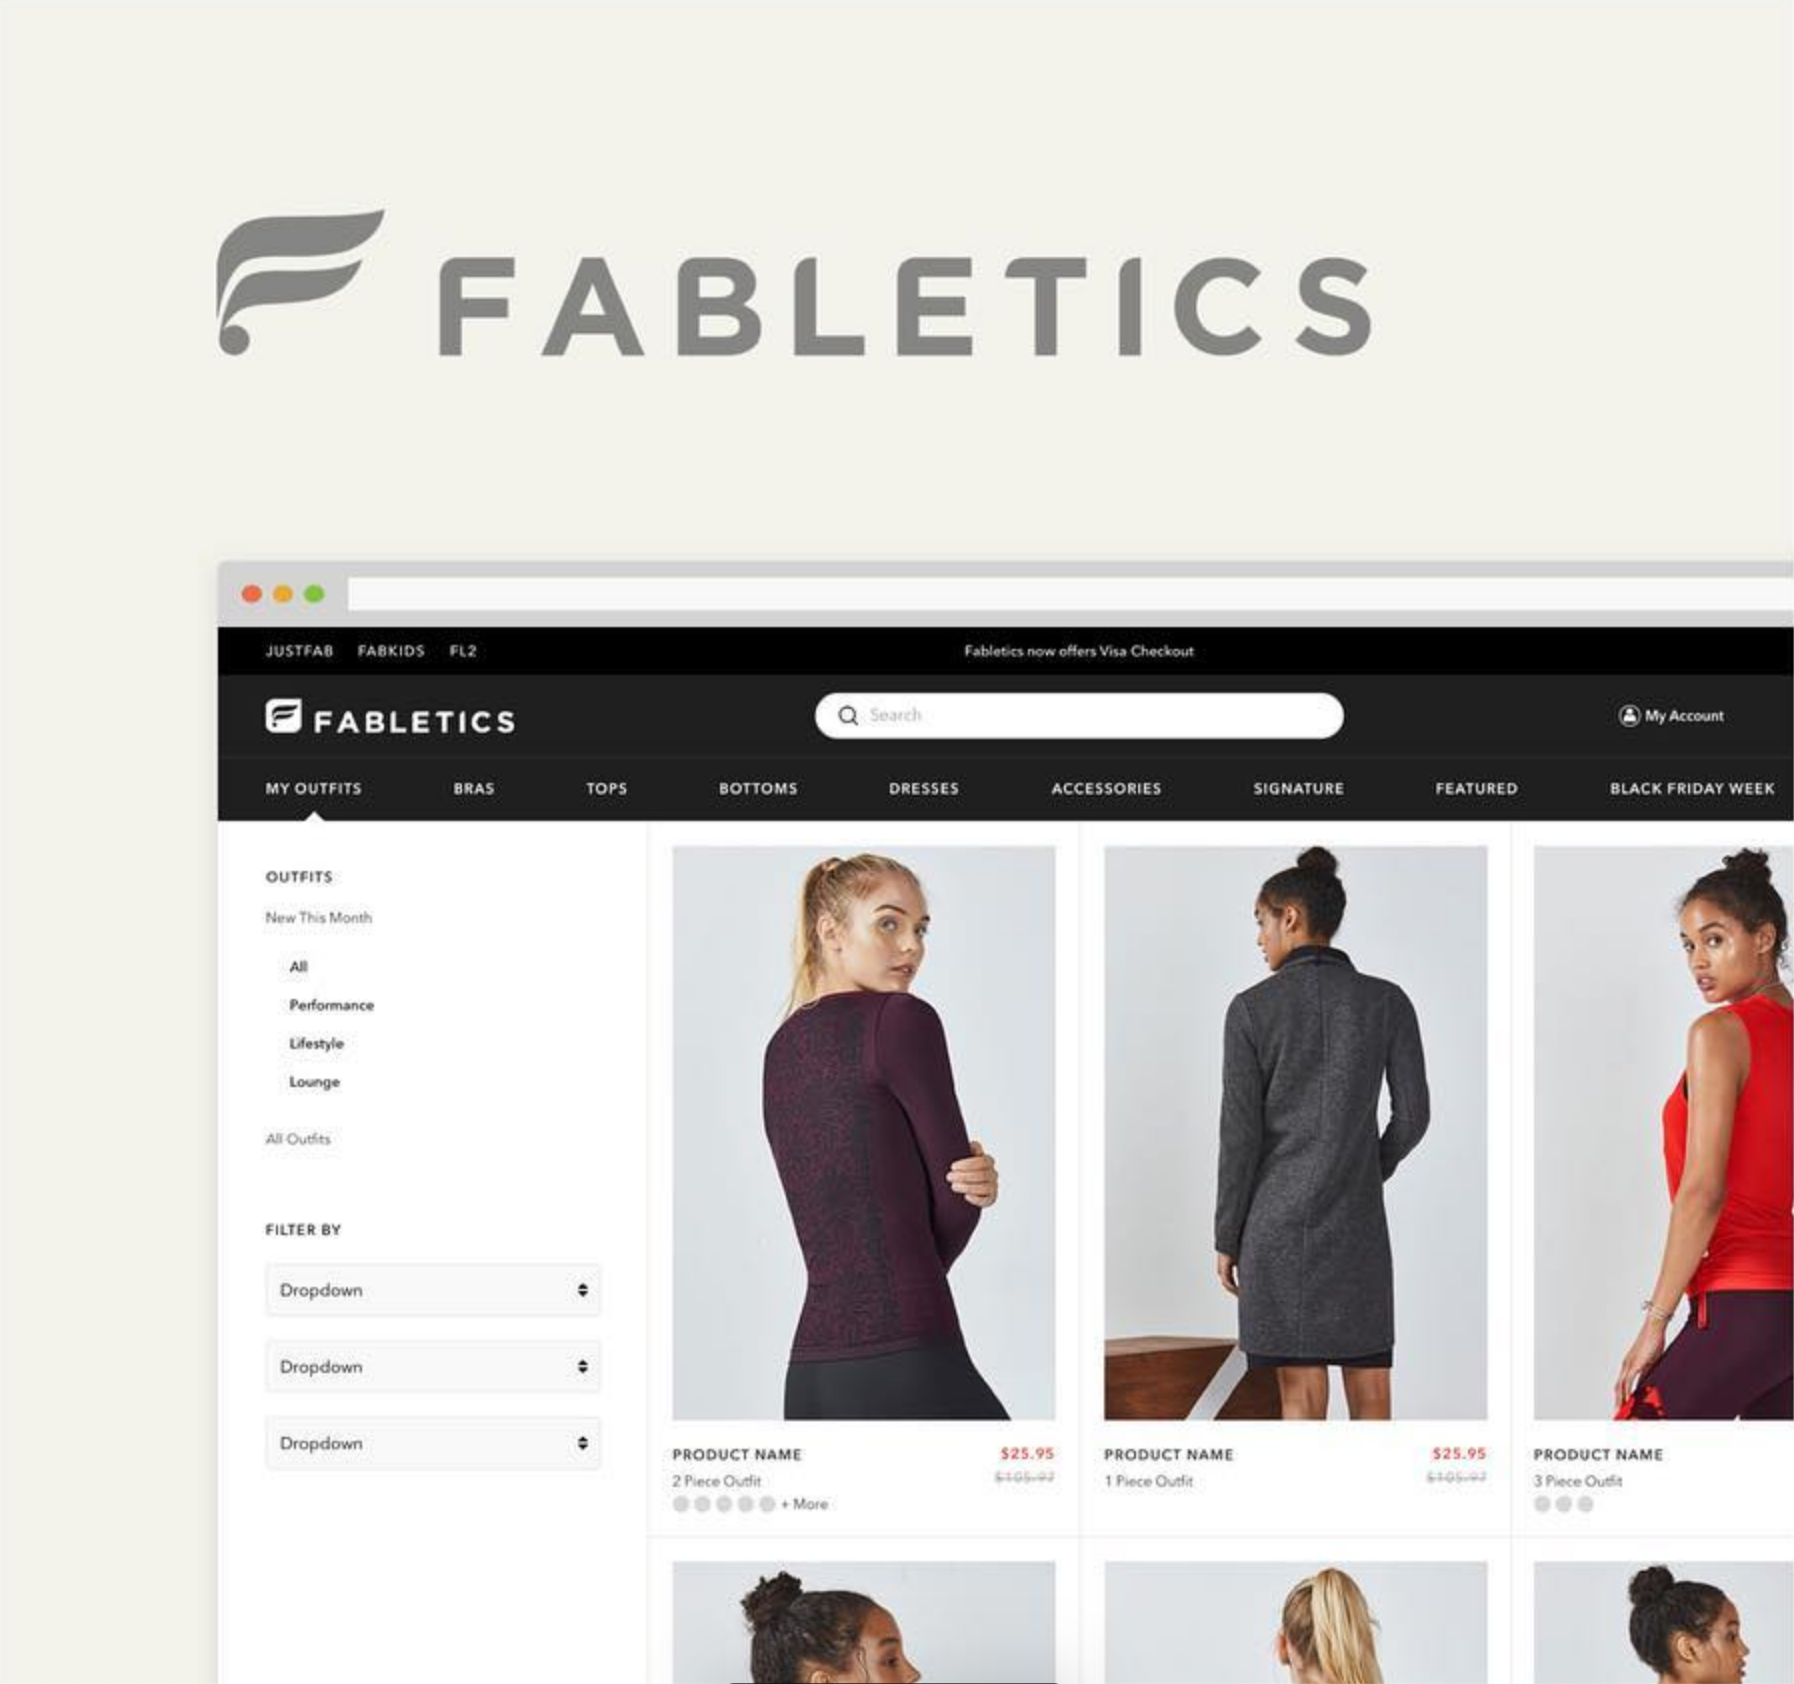 FABLETICS
JUSTFAB FABKIDS FL2
Fabletics now offers Visa Checkout
FABLETICS
Search
My Account
MY OUTFITS BRAS TOPS BOTTOMS DRESSES ACCESSORIES SIGNATURE FEATURED BLACK FRIDAY WEEK
OUTFITS
New This Month
All
Performance
Lifestyle
Lounge
All Outfits
FILTER BY
Dropdown
Dropdown
Dropdown
PRODUCT NAME $25.95
2 Piece Outfit $105.97
+ More
PRODUCT NAME $25.95
1 Piece Outfit $105.97
PRODUCT NAME
3 Piece Outfit